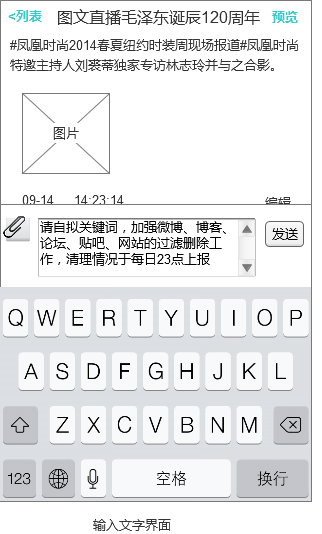 <列表 图文直播毛泽东诞辰120周年 预览
#凤凰时尚2014春夏纽约时装周现场报道#凤凰时尚
特邀主持人刘裘蒂独家专访林志玲并与之合影。
图片
09-14 14:23:14 编辑
请自拟关键词，加强微博、博客、
论坛、贴吧、网站的过滤删除工
作，清理情况于每日23点上报
发送
Q W E R T Y U I O P
A S D F G H J K L
Z X C V B N M
123 空格 换行
输入文字界面